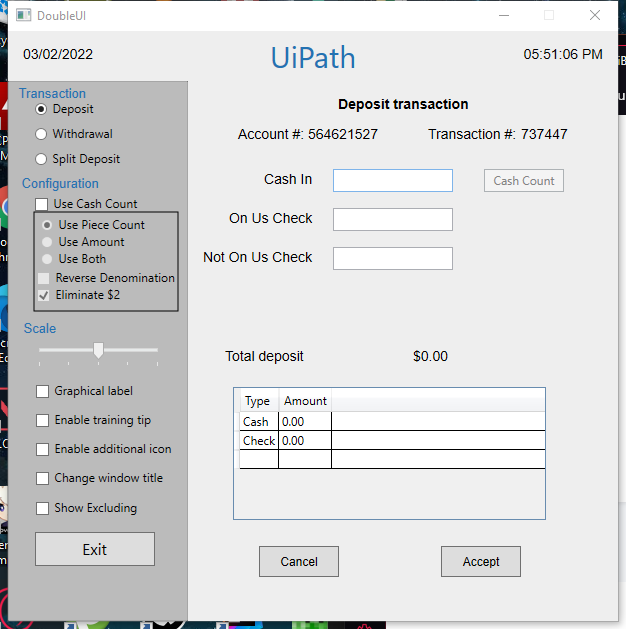 DoubleUI
03/02/2022
UiPath
05:51:06 PM
Transaction
Deposit
Withdrawal
Split Deposit
Configuration
Use Cash Count
Use Piece Count
Use Amount
Use Both
Reverse Denomination
Eliminate $2
Scale
Graphical label
Enable training tip
Enable additional icon
Change window title
Show Excluding
Exit
Deposit transaction
Account #: 564621527 Transaction #: 737447
Cash In
Cash Count
On Us Check
Not On Us Check
Total deposit $0.00
Type Amount
Cash 0.00
Check 0.00
Cancel Accept